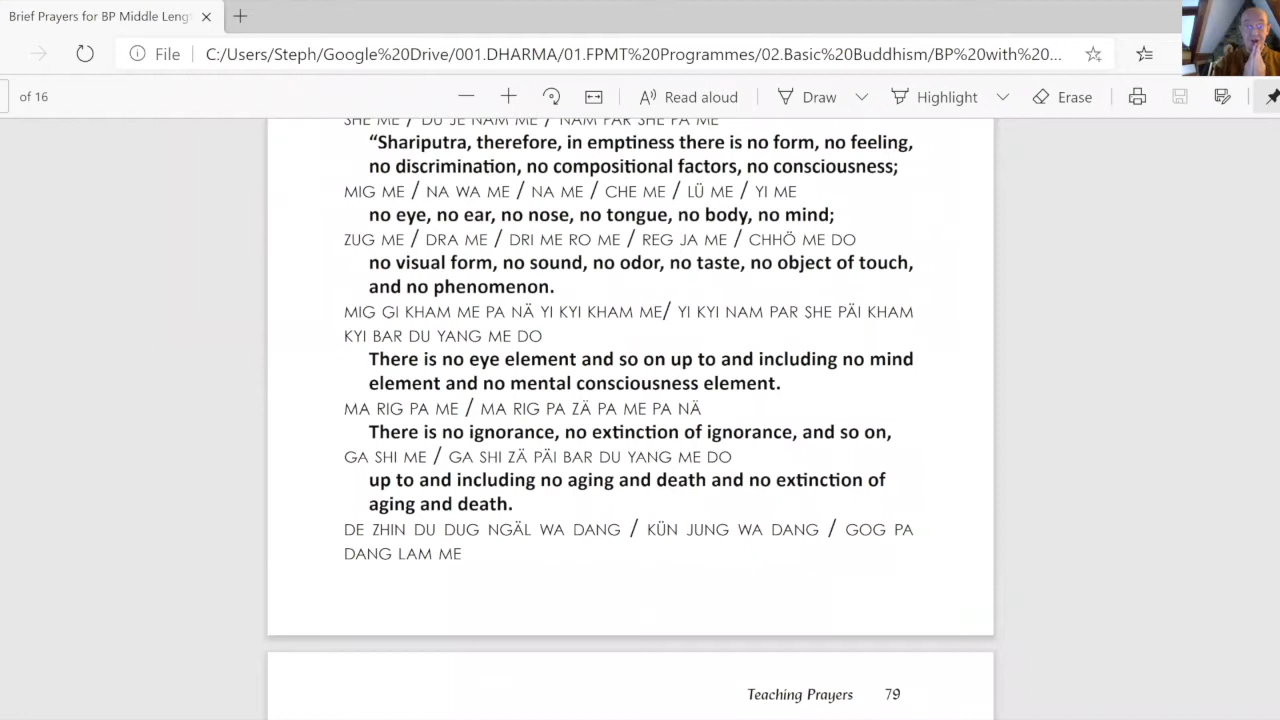 Brief Prayers for BP Middle Leng
File
C:/Users/Steph/Google%20Drive/001.DHARMA/01.FPMT%20Programmes/02.Basic%20Buddhism/BP%20with%20...
of 16
Read aloud
Draw
Highlight
Erase
SHE ME / DU JE NAM ME / NAM PAR SHE PA ME
“Shariputra, therefore, in emptiness there is no form, no feeling,
no discrimination, no compositional factors, no consciousness;
MIG ME / NA WA ME / NA ME / CHE ME / LÜ ME / YI ME
no eye, no ear, no nose, no tongue, no body, no mind;
ZUG ME / DRA ME / DRI ME RO ME / REG JA ME / CHHÖ ME DO
no visual form, no sound, no odor, no taste, no object of touch,
and no phenomenon.
MIG GI KHAM ME PA NÄ YI KYI KHAM ME/ YI KYI NAM PAR SHE PÄI KHAM
KYI BAR DU YANG ME DO
There is no eye element and so on up to and including no mind
element and no mental consciousness element.
MA RIG PA ME / MA RIG PA ZÄ PA ME PA NÄ
There is no ignorance, no extinction of ignorance, and so on,
GA SHI ME / GA SHI ZÄ PÄI BAR DU YANG ME DO
up to and including no aging and death and no extinction of
aging and death.
DE ZHIN DU DUG NGÄL WA DANG / KÜN JUNG WA DANG / GOG PA
DANG LAM ME
Teaching Prayers 79